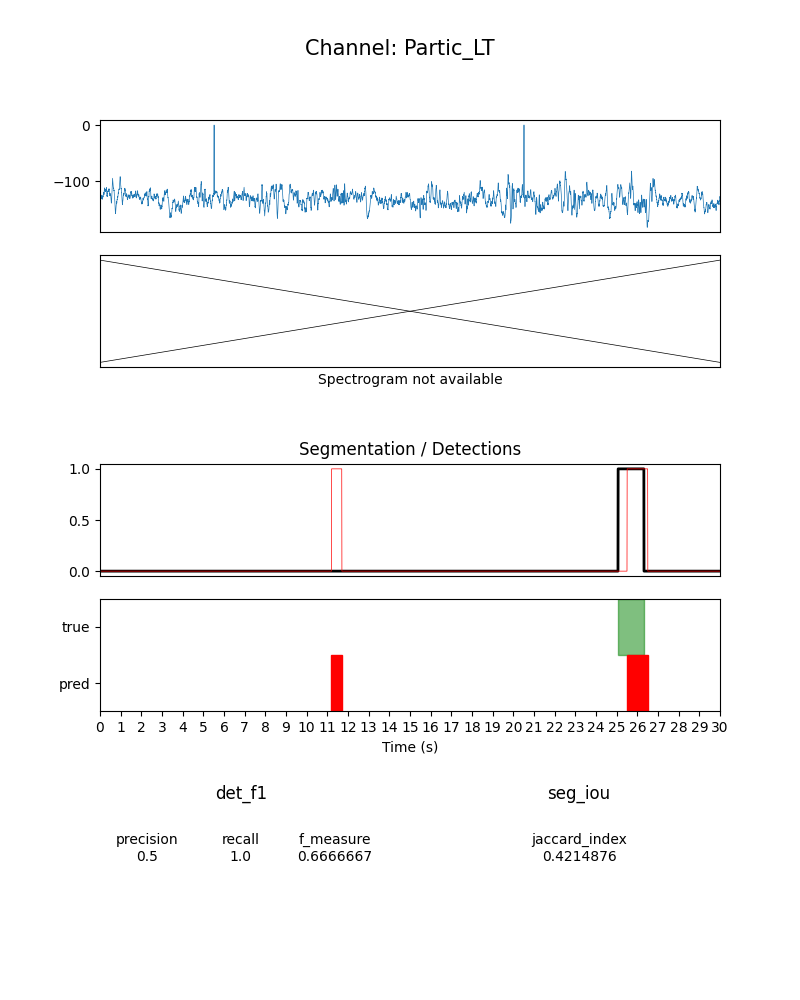 Channel: Partic_LT
0
−100
Spectrogram not available
Segmentation / Detections
1.0
0.5
0.0
true
pred
0 1 2 3 4 5 6 7 8 9 10 11 12 13 14 15 16 17 18 19 20 21 22 23 24 25 26 27 28 29 30
Time (s)
det_f1 seg_iou
precision recall f_measure jaccard_index
0.5 1.0 0.6666667 0.4214876